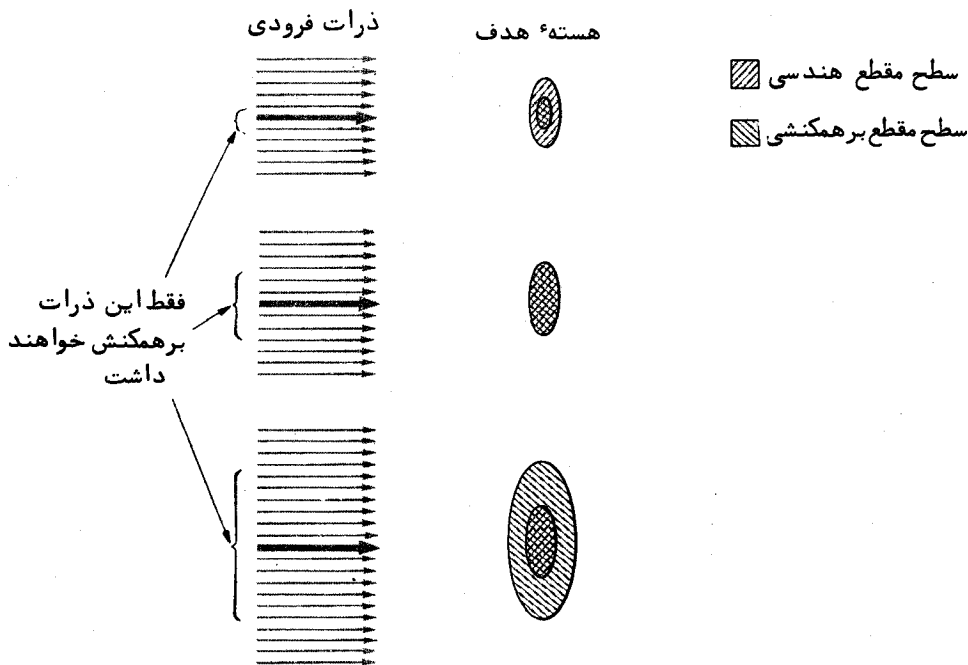 ذرات فرودی
هستهٔ هدف
سطح مقطع هندسی
سطح مقطع برهمکنشی
فقط این ذرات
برهمکنش خواهند
داشت